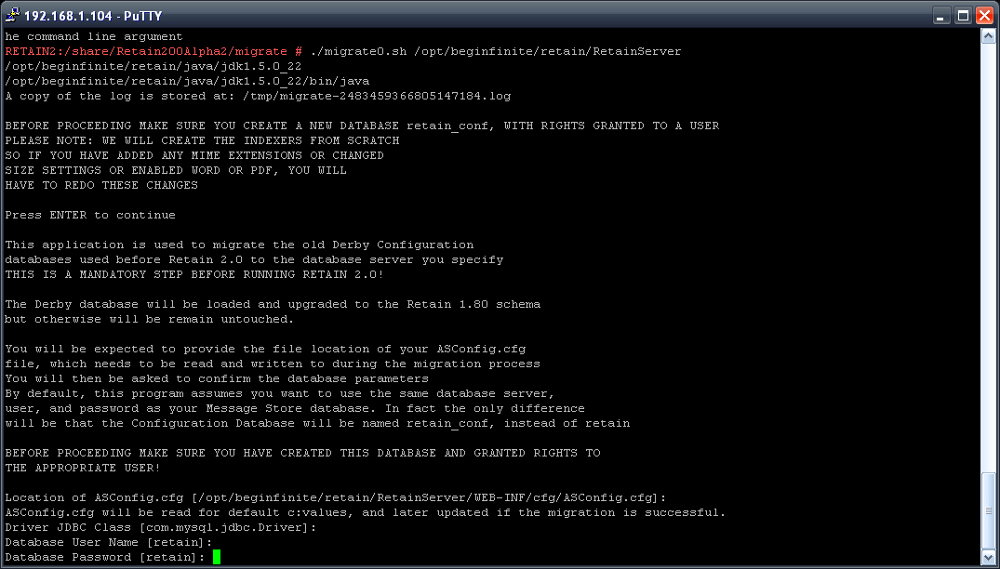 192.168.1.104 - PuTTY
he command line argument
RETAIN2:/share/Retain200Alpha2/migrate # ./migrate0.sh /opt/beginfinite/retain/RetainServer
/opt/beginfinite/retain/java/jdk1.5.0_22
/opt/beginfinite/retain/java/jdk1.5.0_22/bin/java
A copy of the log is stored at: /tmp/migrate-2483459366805147184.log
BEFORE PROCEEDING MAKE SURE YOU CREATE A NEW DATABASE retain_conf, WITH RIGHTS GRANTED TO A USER
PLEASE NOTE: WE WILL CREATE THE INDEXERS FROM SCRATCH
SO IF YOU HAVE ADDED ANY MIME EXTENSIONS OR CHANGED
SIZE SETTINGS OR ENABLED WORD OR PDF, YOU WILL
HAVE TO REDO THESE CHANGES
Press ENTER to continue
This application is used to migrate the old Derby Configuration
databases used before Retain 2.0 to the database server you specify
THIS IS A MANDATORY STEP BEFORE RUNNING RETAIN 2.0!
The Derby database will be loaded and upgraded to the Retain 1.80 schema
but otherwise will be remain untouched.
You will be expected to provide the file location of your ASConfig.cfg
file, which needs to be read and written to during the migration process
You will then be asked to confirm the database parameters
By default, this program assumes you want to use the same database server,
user, and password as your Message Store database. In fact the only difference
will be that the Configuration Database will be named retain_conf, instead of retain
BEFORE PROCEEDING MAKE SURE YOU HAVE CREATED THIS DATABASE AND GRANTED RIGHTS TO
THE APPROPRIATE USER!
Location of ASConfig.cfg [/opt/beginfinite/retain/RetainServer/WEB-INF/cfg/ASConfig.cfg]:
ASConfig.cfg will be read for default c:values, and later updated if the migration is successful.
Driver JDBC Class [com.mysql.jdbc.Driver]:
Database User Name [retain]:
Database Password [retain]: